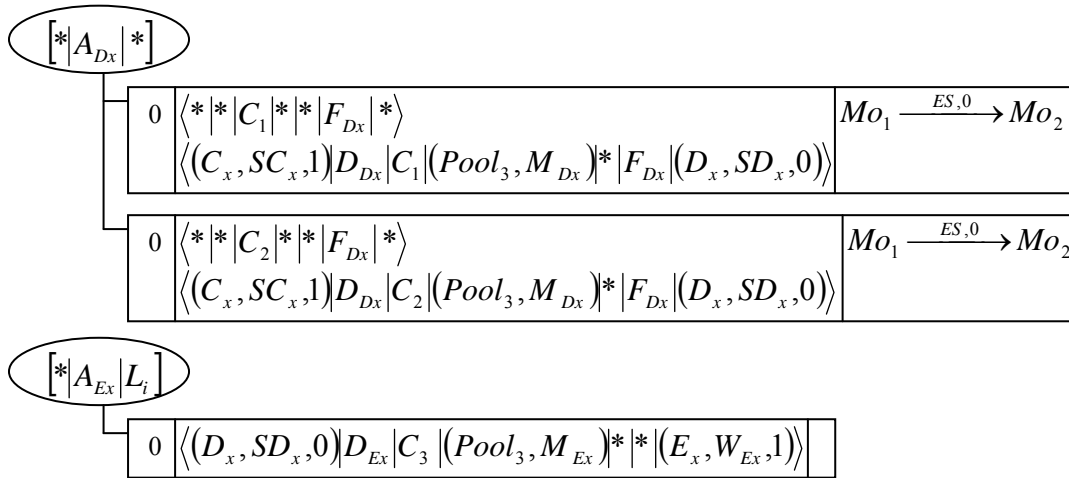 [*|A_{Dx}|*]
0 ⟨*|*|C_1|*|*|F_{Dx}|*⟩ Mo_1 \xrightarrow{ES,0} Mo_2
⟨(C_x, SC_x,1)|D_{Dx}|C_1|(Pool_3, M_{Dx})|*|F_{Dx}|(D_x, SD_x,0)⟩
0 ⟨*|*|C_2|*|*|F_{Dx}|*⟩ Mo_1 \xrightarrow{ES,0} Mo_2
⟨(C_x, SC_x,1)|D_{Dx}|C_2|(Pool_3, M_{Dx})|*|F_{Dx}|(D_x, SD_x,0)⟩
[*|A_{Ex}|L_i]
0 ⟨(D_x, SD_x,0)|D_{Ex}|C_3|(Pool_3, M_{Ex})|*|*|(E_x, W_{Ex},1)⟩